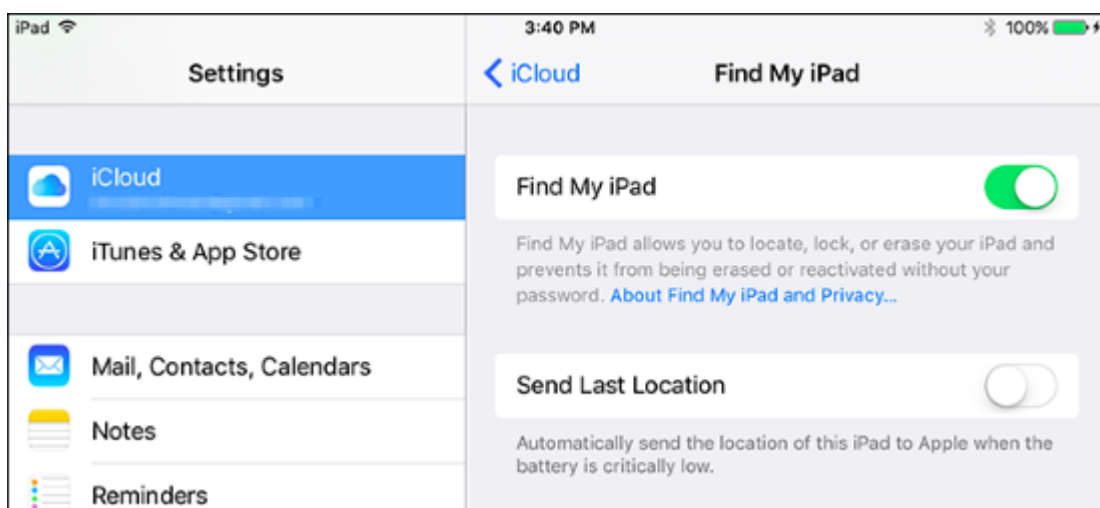 iPad 3:40 PM 100%
Settings
iCloud Find My iPad
iCloud
iTunes & App Store
Mail, Contacts, Calendars
Notes
Reminders
Find My iPad
Find My iPad allows you to locate, lock, or erase your iPad and
prevents it from being erased or reactivated without your
password. About Find My iPad and Privacy...
Send Last Location
Automatically send the location of this iPad to Apple when the
battery is critically low.